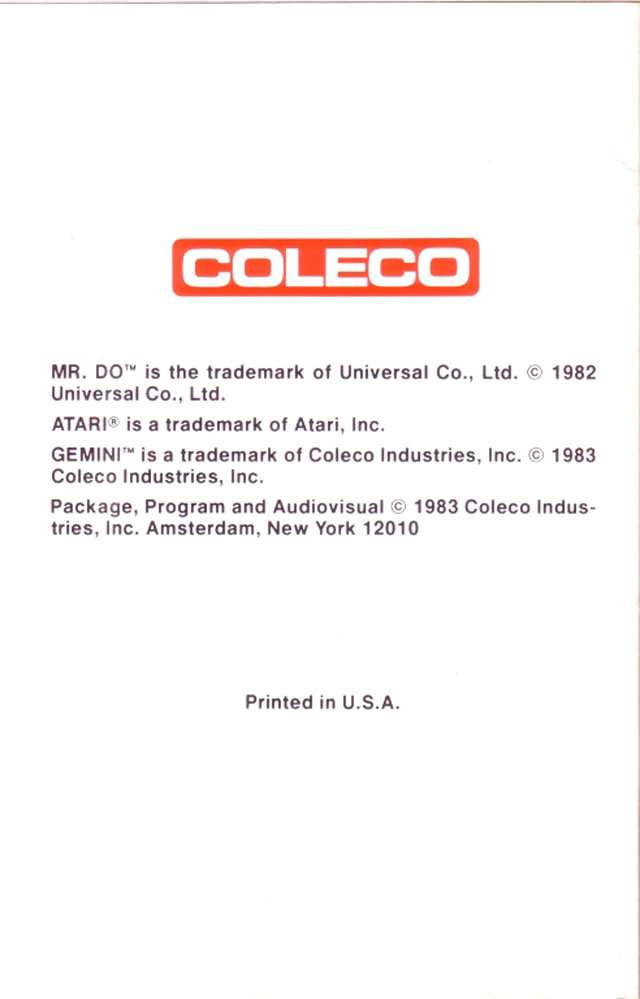 COLECO
MR. DO™ is the trademark of Universal Co., Ltd. © 1982
Universal Co., Ltd.
ATARI® is a trademark of Atari, Inc.
GEMINI™ is a trademark of Coleco Industries, Inc. © 1983
Coleco Industries, Inc.
Package, Program and Audiovisual © 1983 Coleco Indus-
tries, Inc. Amsterdam, New York 12010
Printed in U.S.A.